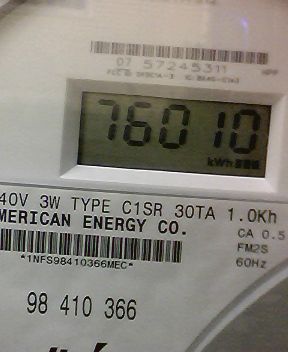 07 57245311
76010
kWh
40V 3W TYPE C1SR 30TA 1.0Kh
MERICAN ENERGY CO.
CA 0.5
FM2S
*1NFS98410366MEC*
60Hz
98 410 366